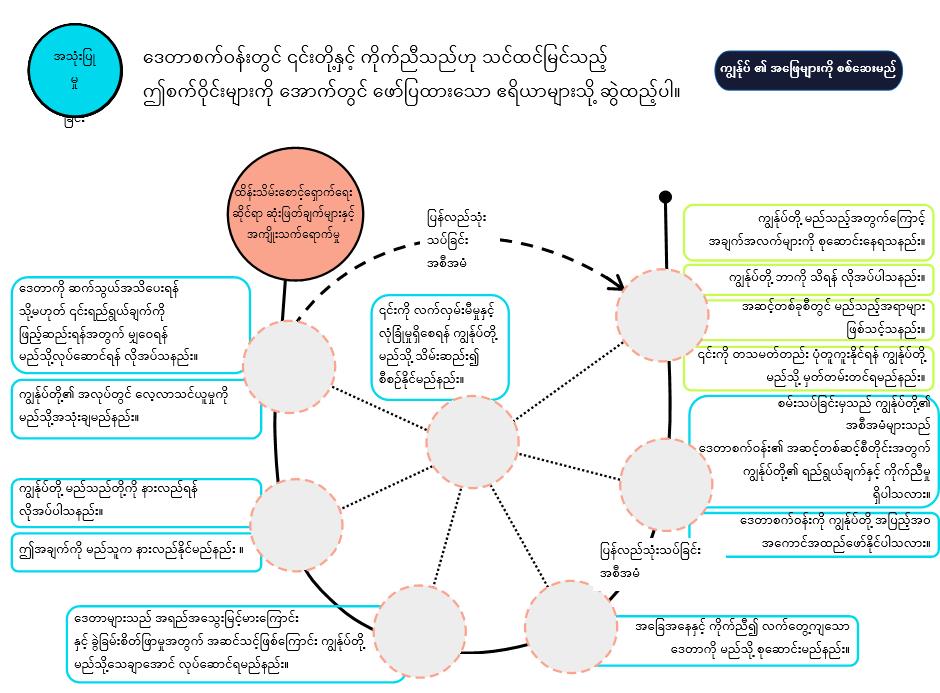 အသုံးပြု
မှု
ခြင်း
ဒေတာစက်ဝန်းတွင် ၎င်းတို့နှင့် ကိုက်ညီသည်ဟု သင်ထင်မြင်သည့်
ဤစက်ဝိုင်းများကို အောက်တွင် ဖော်ပြထားသော ဧရိယာများသို့ ဆွဲထည့်ပါ။
ကျွန်ုပ် ၏ အဖြေများကို စစ်ဆေးမည်
ထိန်းသိမ်းစောင့်ရှောက်ရေး
ဆိုင်ရာ ဆုံးဖြတ်ချက်များနှင့်
အကျိုးသက်ရောက်မှု
ပြန်လည်သုံး
သပ်ခြင်း
အစီအမံ
ကျွန်ုပ်တို့ မည်သည့်အတွက်ကြောင့်
အချက်အလက်များကို စုဆောင်းနေရသနည်း။
ကျွန်ုပ်တို့ ဘာကို သိရန် လိုအပ်ပါသနည်း။
အဆင့်တစ်ခုစီတွင် မည်သည့်အရာများ
ဖြစ်သင့်သနည်း။
၎င်းကို တသမတ်တည်း ပုံတူကူးနိုင်ရန် ကျွန်ုပ်တို့
မည်သို့ မှတ်တမ်းတင်ရမည်နည်း။
ဒေတာကို ဆက်သွယ်အသိပေးရန်
သို့မဟုတ် ၎င်းရည်ရွယ်ချက်ကို
ဖြည့်ဆည်းရန်အတွက် မျှဝေရန်
မည်သို့လုပ်ဆောင်ရန် လိုအပ်သနည်း။
၎င်းကို လက်လှမ်းမီမှုနှင့်
လုံခြုံမှုရှိစေရန် ကျွန်ုပ်တို့
မည်သို့ သိမ်းဆည်း၍
စီစဉ်နိုင်မည်နည်း။
ကျွန်ုပ်တို့၏ အလုပ်တွင် လေ့လာသင်ယူမှုကို
မည်သို့အသုံးချမည်နည်း။
စမ်းသပ်ခြင်းမှသည် ကျွန်ုပ်တို့၏
အစီအမံများသည်
ဒေတာစက်ဝန်း၏ အဆင့်တစ်ဆင့်စီတိုင်းအတွက်
ကျွန်ုပ်တို့၏ ရည်ရွယ်ချက်နှင့် ကိုက်ညီမှု
ရှိပါသလား။
ဒေတာစက်ဝန်းကို ကျွန်ုပ်တို့ အပြည့်အဝ
အကောင်အထည်ဖော်နိုင်ပါသလား။
ကျွန်ုပ်တို့ မည်သည်တို့ကို နားလည်ရန်
လိုအပ်ပါသနည်း။
ဤအချက်ကို မည်သူက နားလည်နိုင်မည်နည်း ။
ပြန်လည်သုံးသပ်ခြင်း
အစီအမံ
ဒေတာများသည် အရည်အသွေးမြင့်မားကြောင်း
နှင့် ခွဲခြမ်းစိတ်ဖြာမှုအတွက် အဆင်သင့်ဖြစ်ကြောင်း ကျွန်ုပ်တို့
မည်သို့သေချာအောင် လုပ်ဆောင်ရမည်နည်း။
အခြေအနေနှင့် ကိုက်ညီ၍ လက်တွေ့ကျသော
ဒေတာကို မည်သို့ စုဆောင်းမည်နည်း။